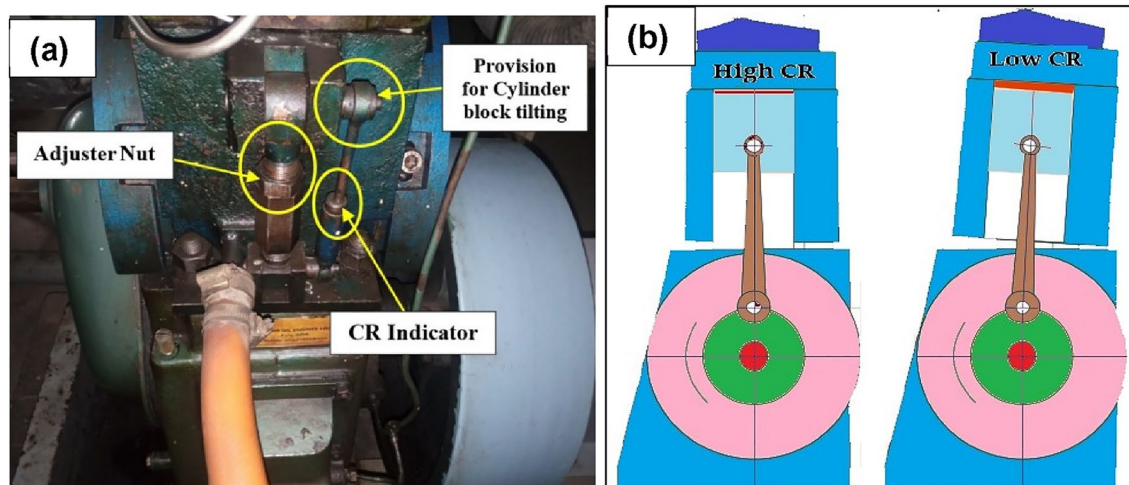 (a)
Provision
for Cylinder
block tilting
Adjuster Nut
CR Indicator
(b)
High CR
Low CR